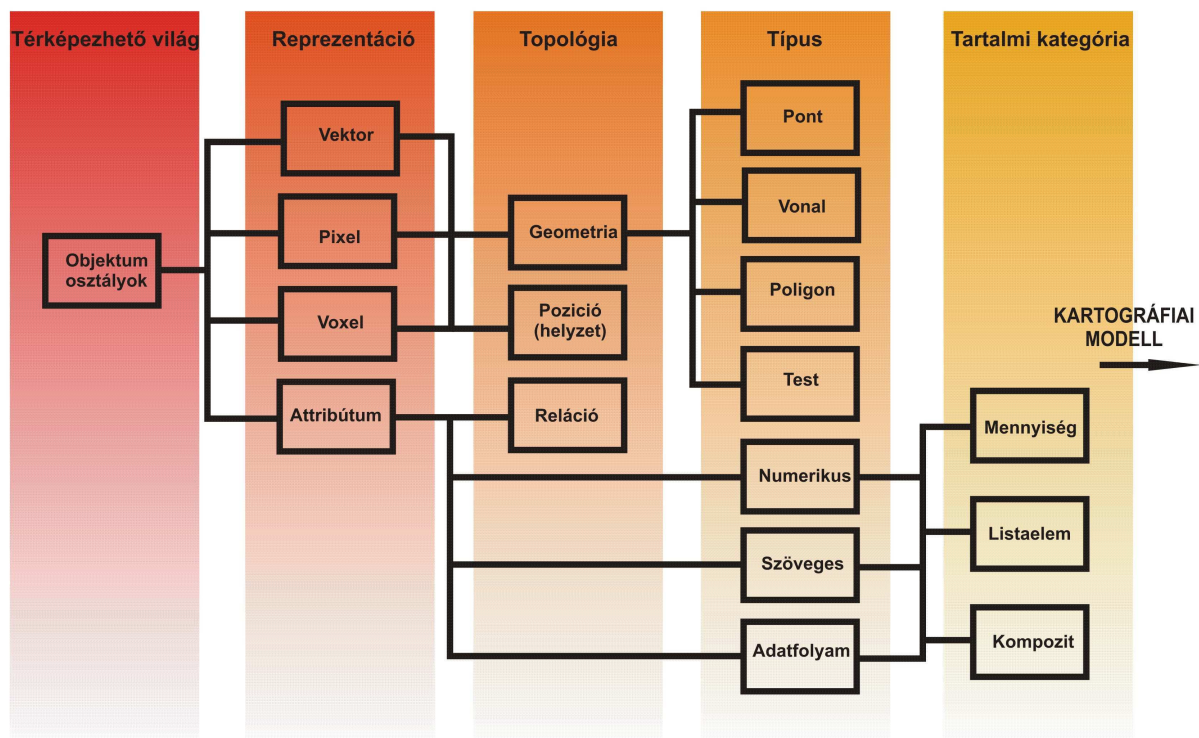 Térképezhető világ
Reprezentáció
Topológia
Típus
Tartalmi kategória
Objektum
osztályok
Vektor
Pixel
Voxel
Attribútum
Geometria
Pozició
(helyzet)
Reláció
Pont
Vonal
Poligon
Test
Numerikus
Szöveges
Adatfolyam
Mennyiség
Listaelem
Kompozit
KARTOGRÁFIAI
MODELL